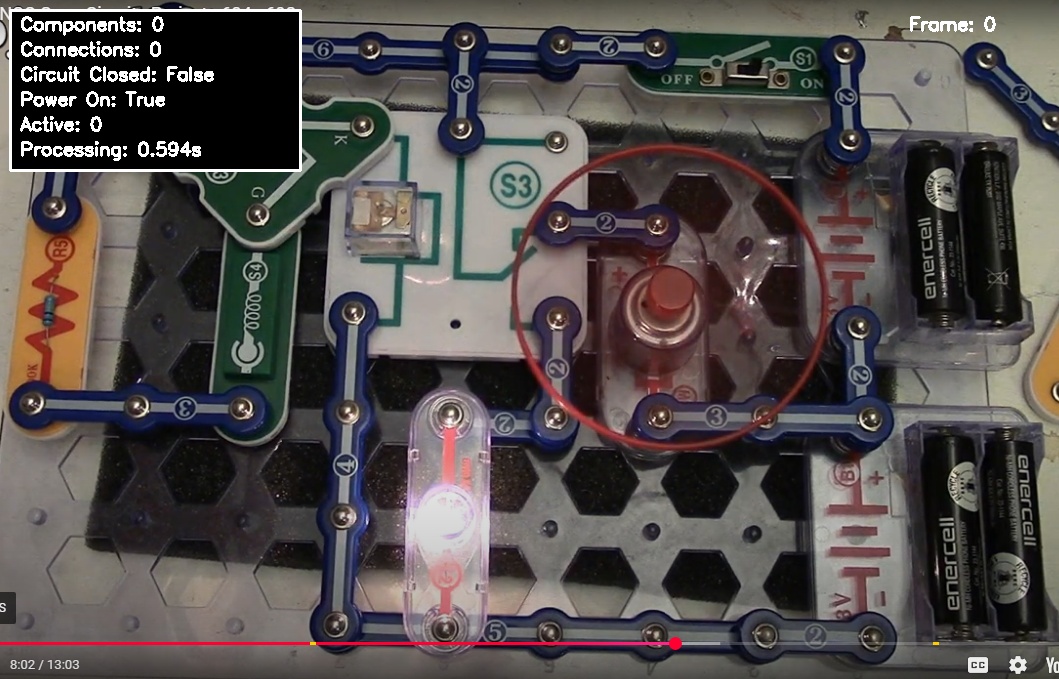 Components: 0
Connections: 0
Circuit Closed: False
Power On: True
Active: 0
Processing: 0.594s
Frame: 0
6
2
2
OFF
S1
ON
2
3
K
G
S3
2
R5
S4
+
enercell
2
2
3
M
3
2
4
B1
+
enercell
enercell
3V
5
2
S
8:02 / 13:03
CC